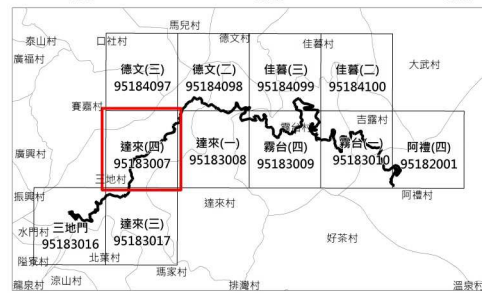 馬兒村
泰山村
口社村
德文村
佳暮村
廣福村
大武村
德文(三)
95184097
德文(二)
95184098
佳暮(三)
95184099
佳暮(二)
95184100
賽嘉村
吉露村
達來(四)
95183007
達來(一)
95183008
霧台村
霧台(四)
95183009
霧台(一)
95183010
阿禮(四)
95182001
廣興村
三地村
振興村
達來村
阿禮村
三地門
95183016
達來(三)
95183017
水門村
好茶村
隘寮村
北葉村
瑪家村
龍泉村
涼山村
排灣村
溫泉村